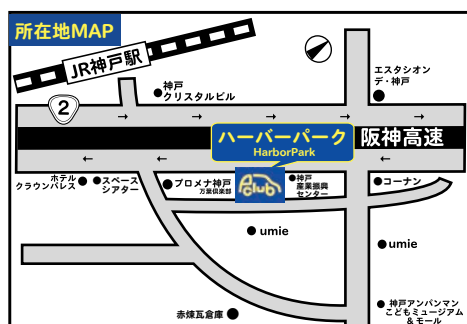 所在地MAP
JR神戸駅
2
神戸
クリスタルビル
エスタシオン
デ・神戸
→ → → →
ハーバーパーク
HarborPark
阪神高速
← ← ←
ホテル
クラウンパレス
スペース
シアター
プロメナ神戸
万葉倶楽部
Club
神戸
産業振興
センター
コーナン
umie
umie
赤煉瓦倉庫
神戸アンパンマン
こどもミュージアム
&モール